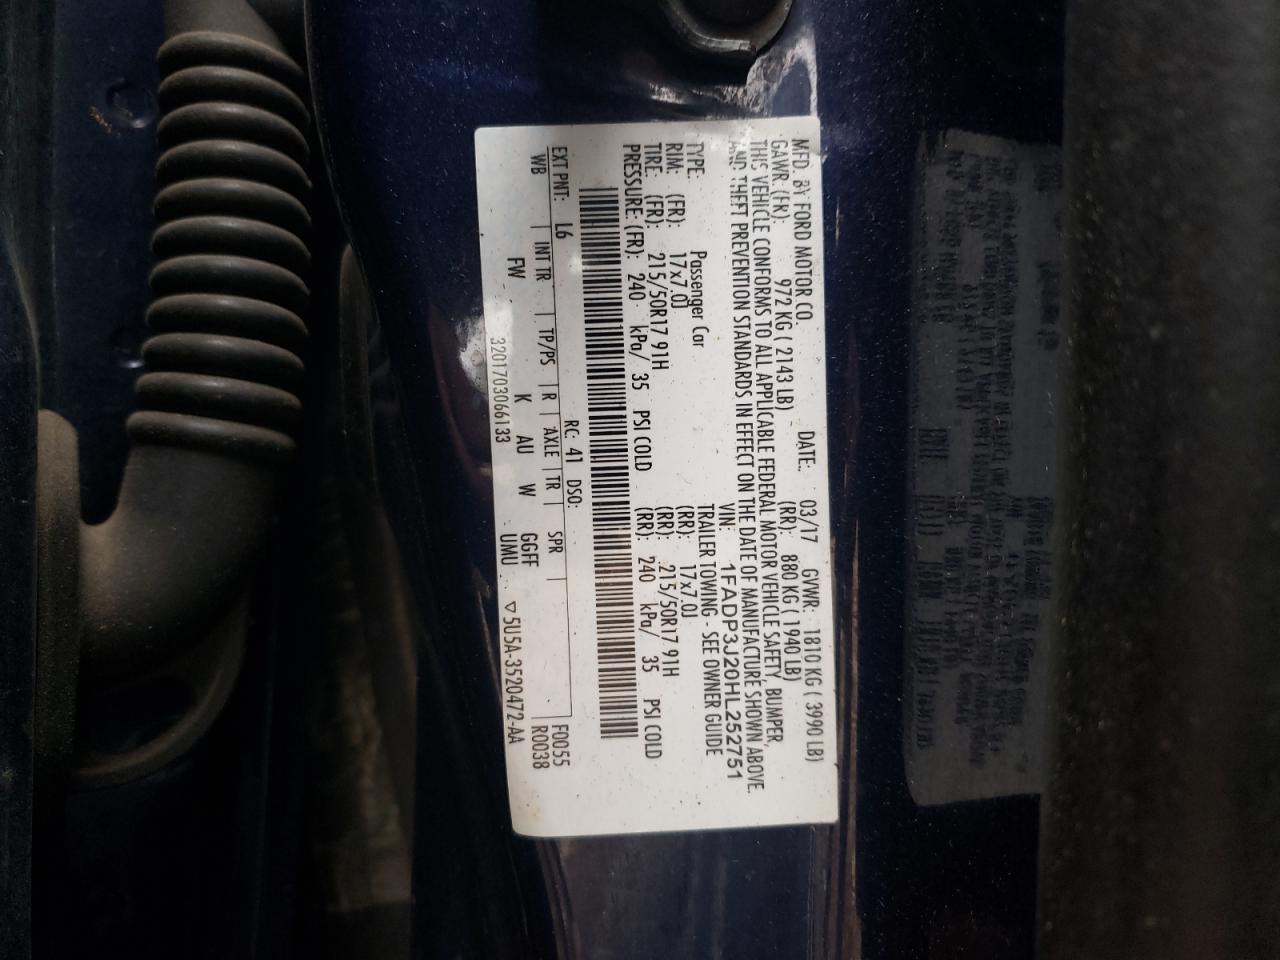 MFD. BY FORD MOTOR CO.
DATE: 03/17 GVWR: 1810 KG ( 3990 LB)
GAWR: (FR): 972 KG ( 2143 LB) (RR): 880 KG ( 1940 LB)
THIS VEHICLE CONFORMS TO ALL APPLICABLE FEDERAL MOTOR VEHICLE SAFETY, BUMPER,
AND THEFT PREVENTION STANDARDS IN EFFECT ON THE DATE OF MANUFACTURE SHOWN ABOVE.
VIN: 1FADP3J20HL252751
TYPE: Passenger Car TRAILER TOWING - SEE OWNER GUIDE
RIM: (FR): 17x7.0J (RR): 17x7.0J
TIRE: (FR): 215/50R17 91H (RR): 215/50R17 91H
PRESSURE: (FR): 240 kPa/ 35 PSI COLD (RR): 240 kPa/ 35 PSI COLD
RC: 41 DSO: F0055
EXT PNT: L6 R0038
WB INT TR TP/PS R AXLE TR SPR
FW K AU W GGFF
UMU
320170306613​3 5U5A-3520472-AA